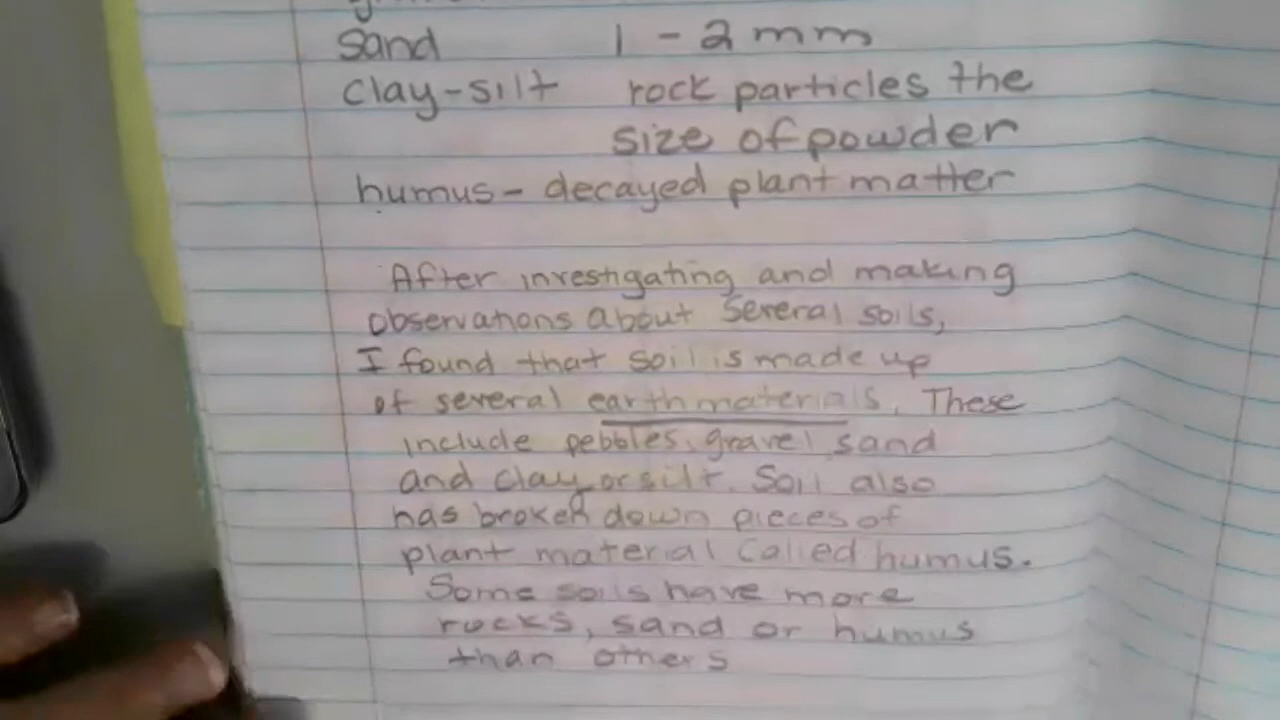 sand 1 - 2 mm
clay-silt rock particles the
size of powder
humus - decayed plant matter
After investigating and making
observations about several soils,
I found that soil is made up
of several earth materials. These
include pebbles, gravel, sand
and clay or silt. Soil also
has broken down pieces of
plant material called humus.
Some soils have more
rocks, sand or humus
than others